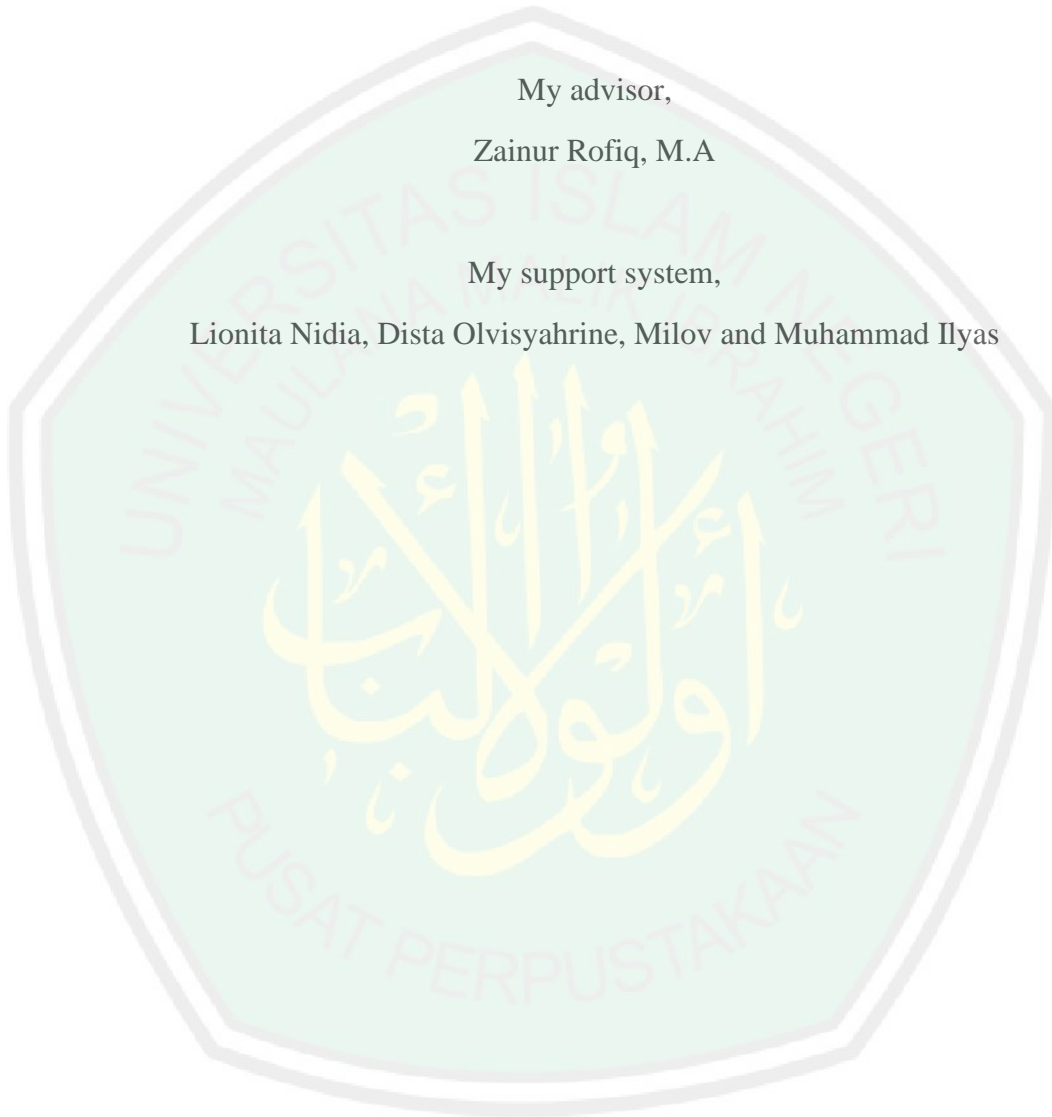 My advisor,
Zainur Rofiq, M.A
My support system,
Lionita Nidia, Dista Olvisyahrine, Milov and Muhammad Ilyas
UNIVERSITAS ISLAM NEGERI
MAULANA MALIK IBRAHIM
أولوا الألباب
PUSAT PERPUSTAKAAN